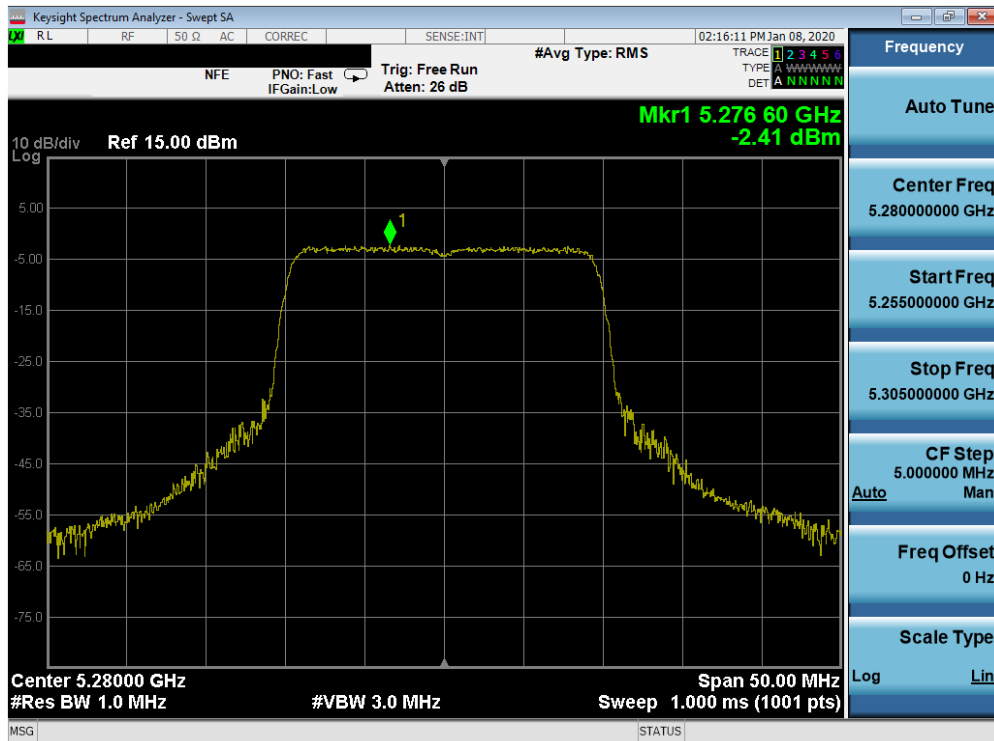 Keysight Spectrum Analyzer - Swept SA
LXI RL RF 50 Ω AC CORREC SENSE:INT 02:16:11 PM Jan 08, 2020
#Avg Type: RMS TRACE 1 2 3 4 5 6
NFE PNO: Fast Trig: Free Run TYPE A WWWWW
IFGain:Low Atten: 26 dB DET A N N N N N
Mkr1 5.276 60 GHz
-2.41 dBm
10 dB/div Ref 15.00 dBm
Log
1
5.00
-5.00
-15.0
-25.0
-35.0
-45.0
-55.0
-65.0
-75.0
Center 5.28000 GHz Span 50.00 MHz
#Res BW 1.0 MHz #VBW 3.0 MHz Sweep 1.000 ms (1001 pts)
MSG STATUS
Frequency
Auto Tune
Center Freq
5.280000000 GHz
Start Freq
5.255000000 GHz
Stop Freq
5.305000000 GHz
CF Step
5.000000 MHz
Auto Man
Freq Offset
0 Hz
Scale Type
Log Lin